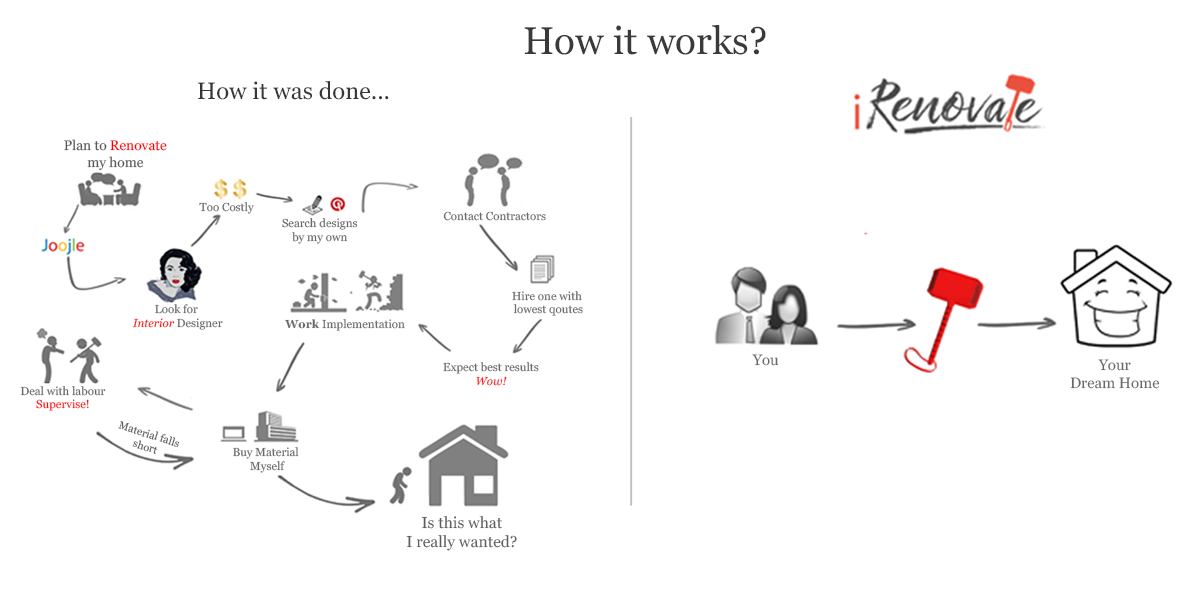 How it works?
How it was done...
Plan to Renovate
my home
Joojle
Look for
Interior Designer
$$
Too Costly
Search designs
by my own
Contact Contractors
Hire one with
lowest qoutes
Expect best results
Wow!
Work Implementation
Buy Material
Myself
Deal with labour
Supervise!
Material falls
short
Is this what
I really wanted?
iRenovate
You
Your
Dream Home